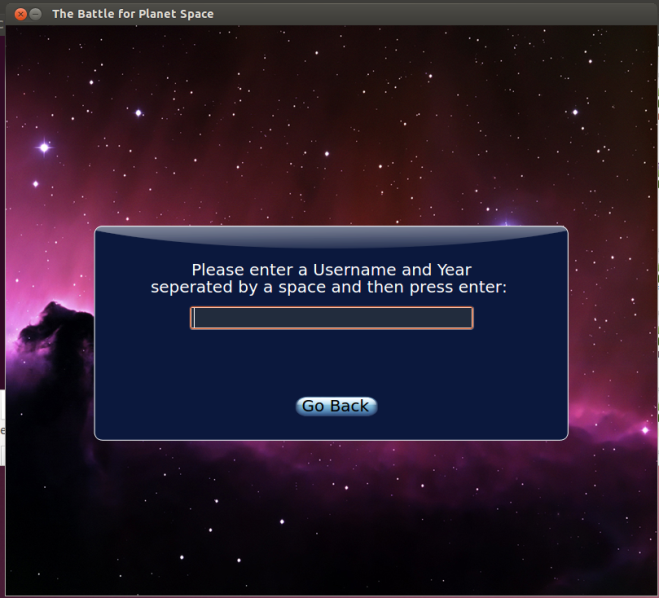 The Battle for Planet Space
Please enter a Username and Year
seperated by a space and then press enter:
Go Back